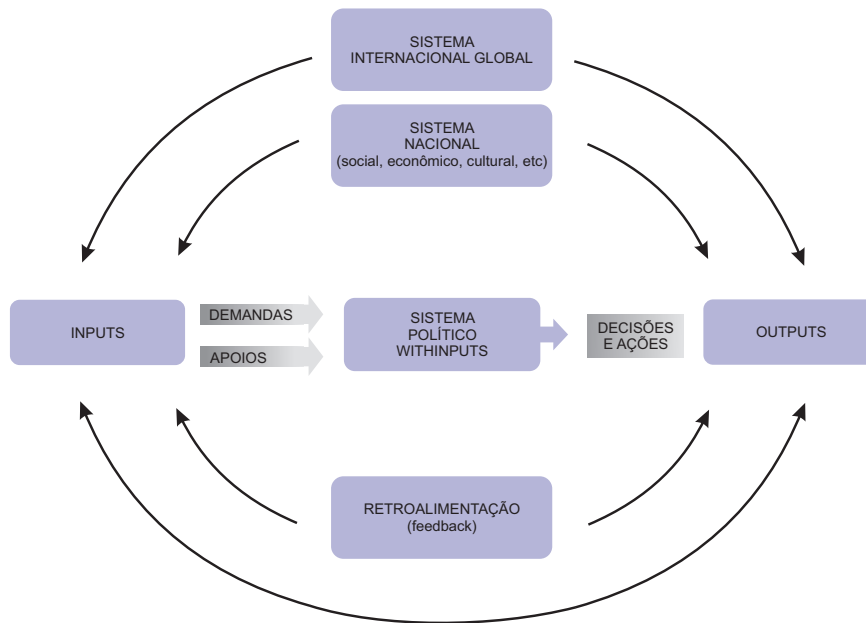 SISTEMA
INTERNACIONAL GLOBAL
SISTEMA
NACIONAL
(social, econômico, cultural, etc)
INPUTS
DEMANDAS
APOIOS
SISTEMA
POLÍTICO
WITHINPUTS
DECISÕES
E AÇÕES
OUTPUTS
RETROALIMENTAÇÃO
(feedback)